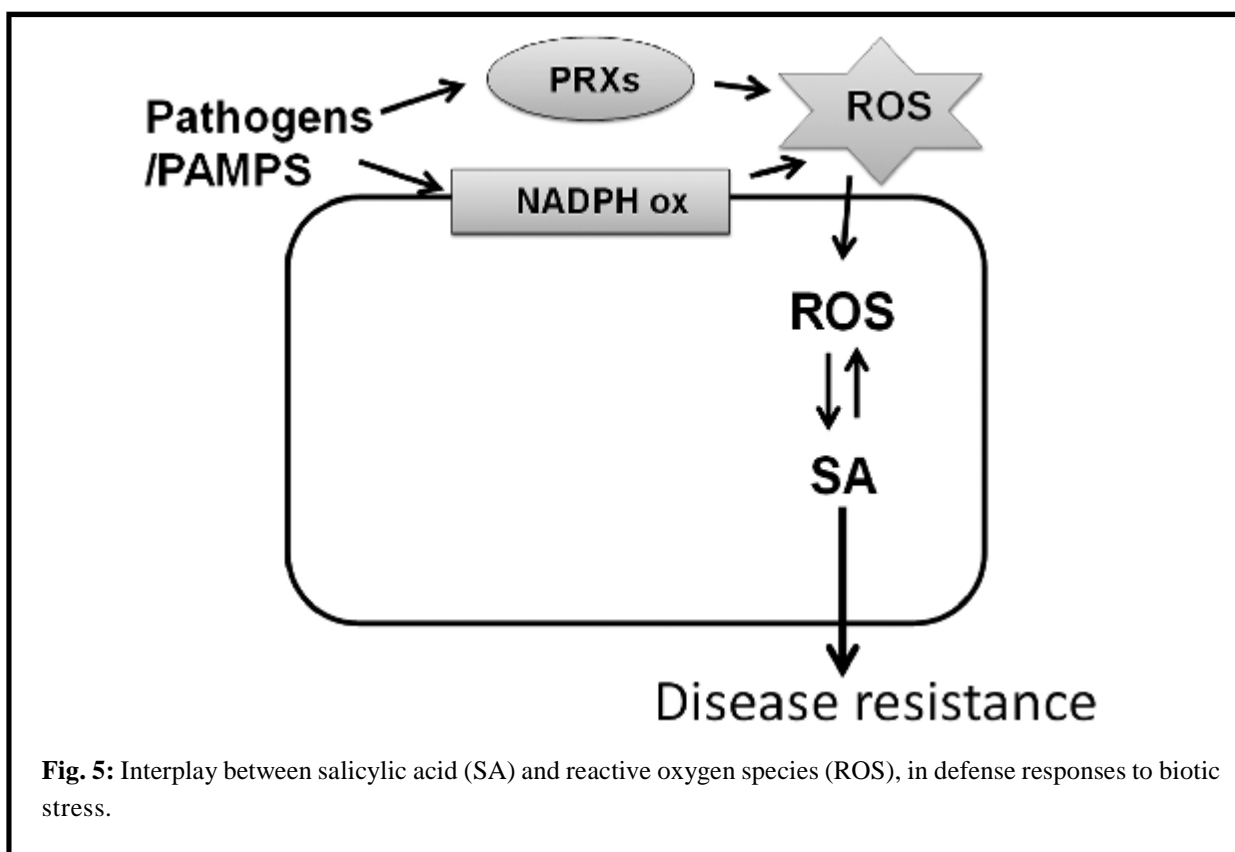 PRXs
ROS
Pathogens
/PAMPS
NADPH ox
ROS
SA
Disease resistance
Fig. 5: Interplay between salicylic acid (SA) and reactive oxygen species (ROS), in defense responses to biotic
stress.